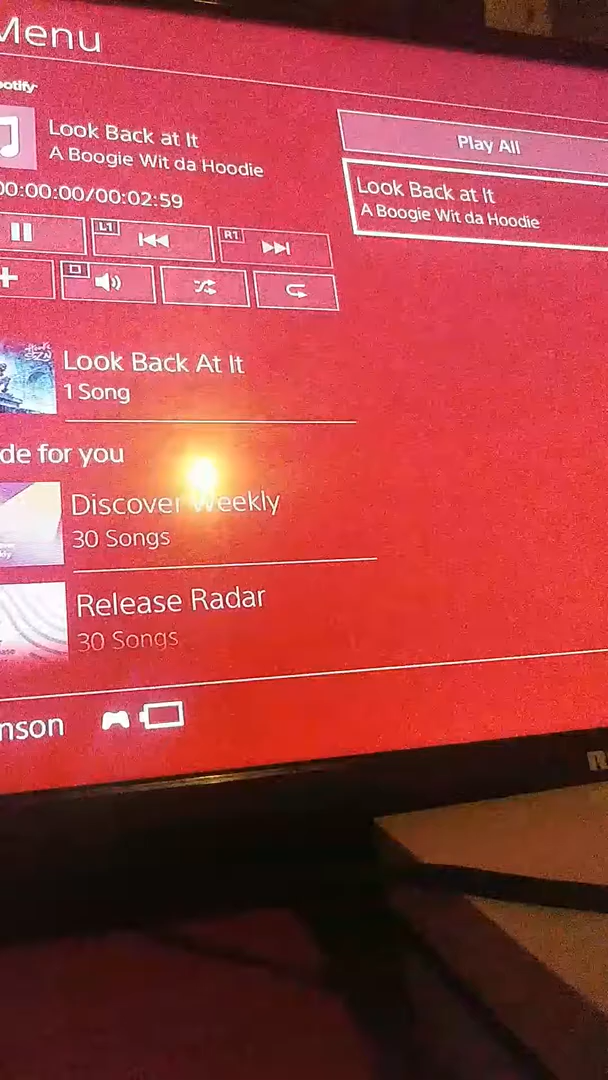 Menu
potify
Look Back at It
A Boogie Wit da Hoodie
00:00:00/00:02:59
L1
R1
Look Back At It
1 Song
de for you
Discover Weekly
30 Songs
Release Radar
30 Songs
nson
Play All
Look Back at It
A Boogie Wit da Hoodie